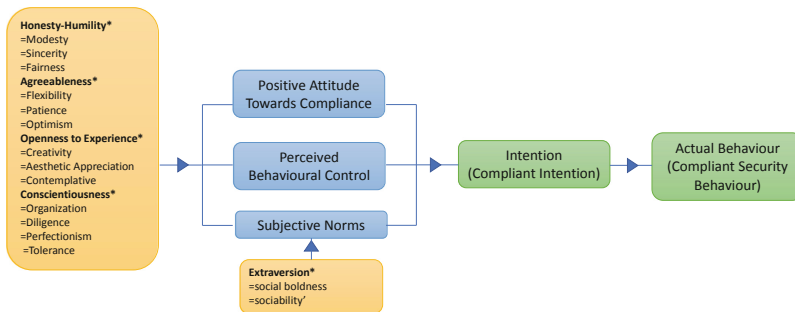 Honesty-Humility*
=Modesty
=Sincerity
=Fairness
Agreeableness*
=Flexibility
=Patience
=Optimism
Openness to Experience*
=Creativity
=Aesthetic Appreciation
=Contemplative
Conscientiousness*
=Organization
=Diligence
=Perfectionism
=Tolerance
Positive Attitude
Towards Compliance
Perceived
Behavioural Control
Subjective Norms
Extraversion*
=social boldness
=sociability’
Intention
(Compliant Intention)
Actual Behaviour
(Compliant Security
Behaviour)